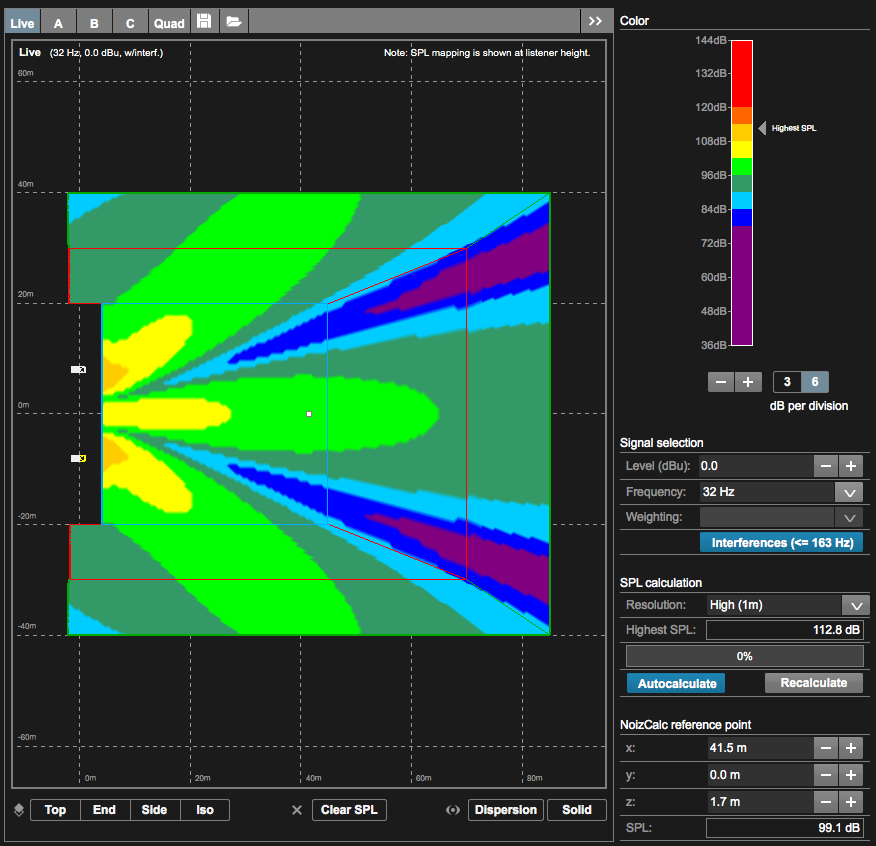 Live A B C Quad >>
Live (32 Hz, 0.0 dBu, w/interf.) Note: SPL mapping is shown at listener height.
60m
40m
20m
0m
-20m
-40m
-60m
0m 20m 40m 60m 80m
Top End Side Iso Clear SPL Dispersion Solid
Color
144dB
132dB
120dB
Highest SPL
108dB
96dB
84dB
72dB
60dB
48dB
36dB
3 6
dB per division
Signal selection
Level (dBu): 0.0
Frequency: 32 Hz
Weighting:
Interferences (<= 163 Hz)
SPL calculation
Resolution: High (1m)
Highest SPL: 112.8 dB
0%
Autocalculate Recalculate
NoizCalc reference point
x: 41.5 m
y: 0.0 m
z: 1.7 m
SPL: 99.1 dB